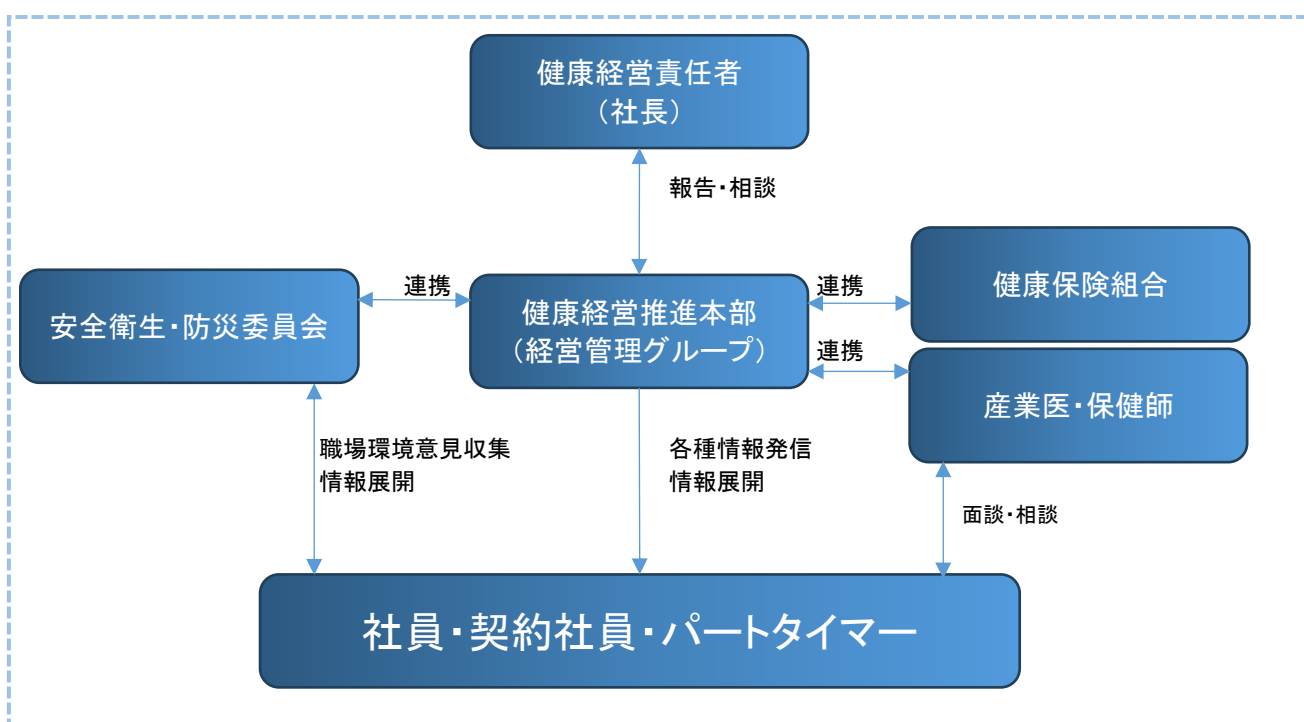 健康経営責任者
（社長）
報告・相談
連携
連携
健康保険組合
安全衛生・防災委員会
健康経営推進本部
（経営管理グループ）
連携
産業医・保健師
職場環境意見収集
情報展開
各種情報発信
情報展開
面談・相談
社員・契約社員・パートタイマー